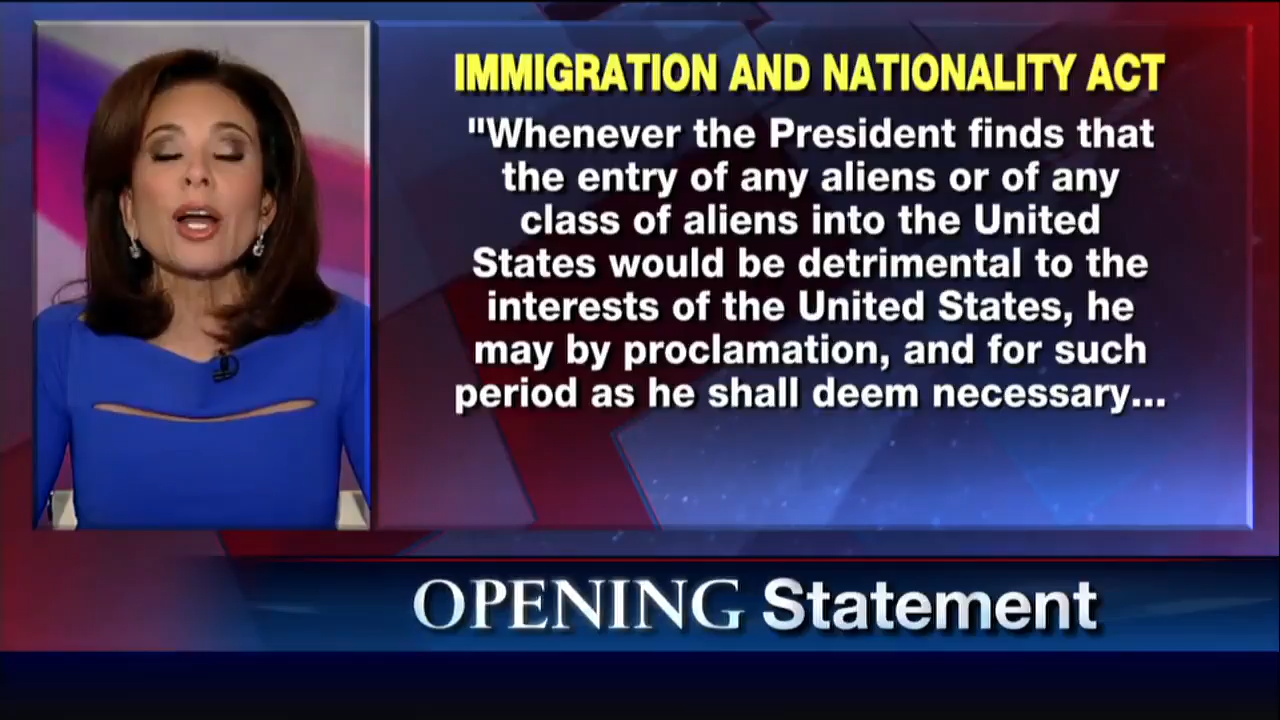 IMMIGRATION AND NATIONALITY ACT
"Whenever the President finds that
the entry of any aliens or of any
class of aliens into the United
States would be detrimental to the
interests of the United States, he
may by proclamation, and for such
period as he shall deem necessary...
OPENING Statement